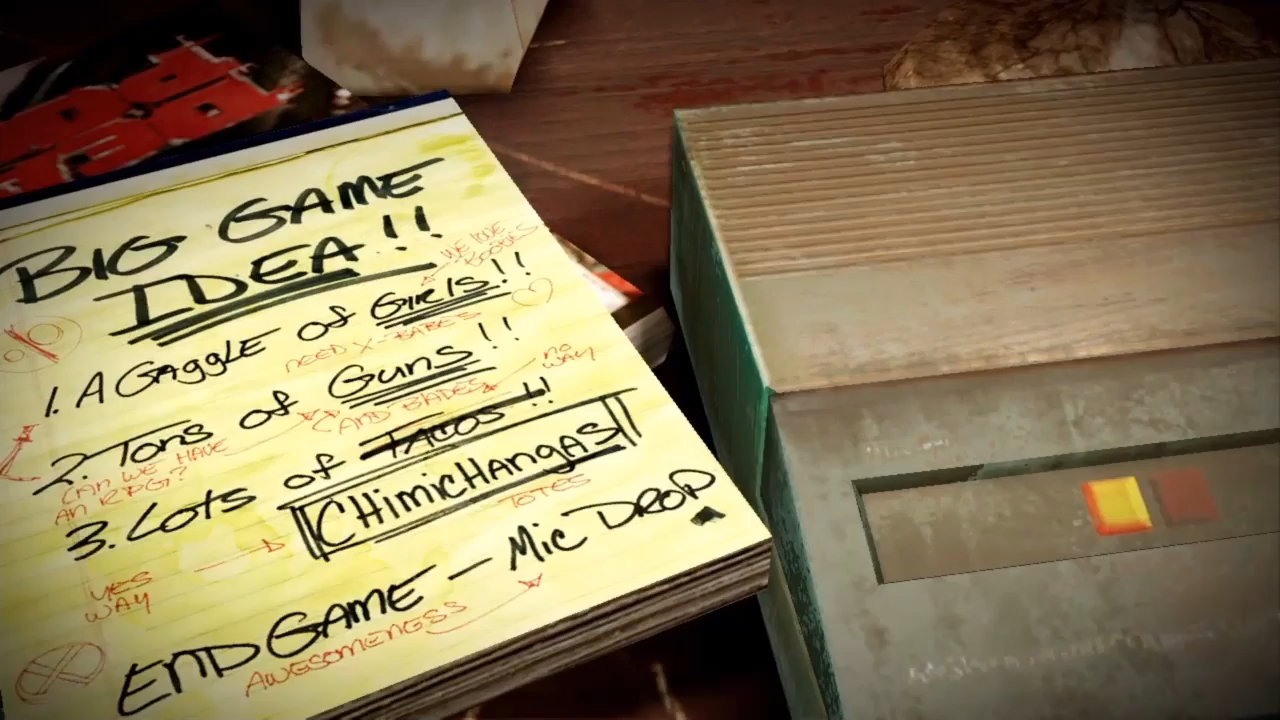 BIG GAME
IDEA!!
WE LOVE
BOOBIES
1. A GaggLE of GirLS!!
NEED X-BABES
2. Tons of Guns!!
NO
WAY
AND BLADES
CAN WE HAVE
AN RPG?
3. Lots of TACOS!!
CHimicHangas
TOTES
YES
WAY
END GAME - Mic DROP
AWESOMENESS